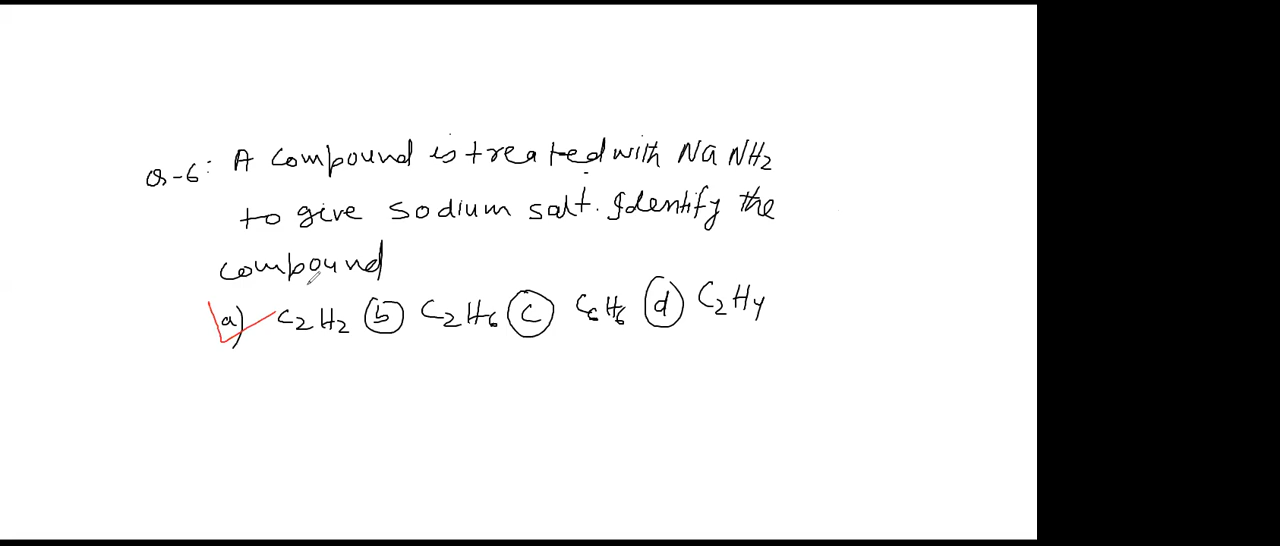 Q-6: A compound is treated with NaNH2
to give sodium salt. Identify the
compound
a) C2H2 (b) C2H6 (c) C6H6 (d) C2H4